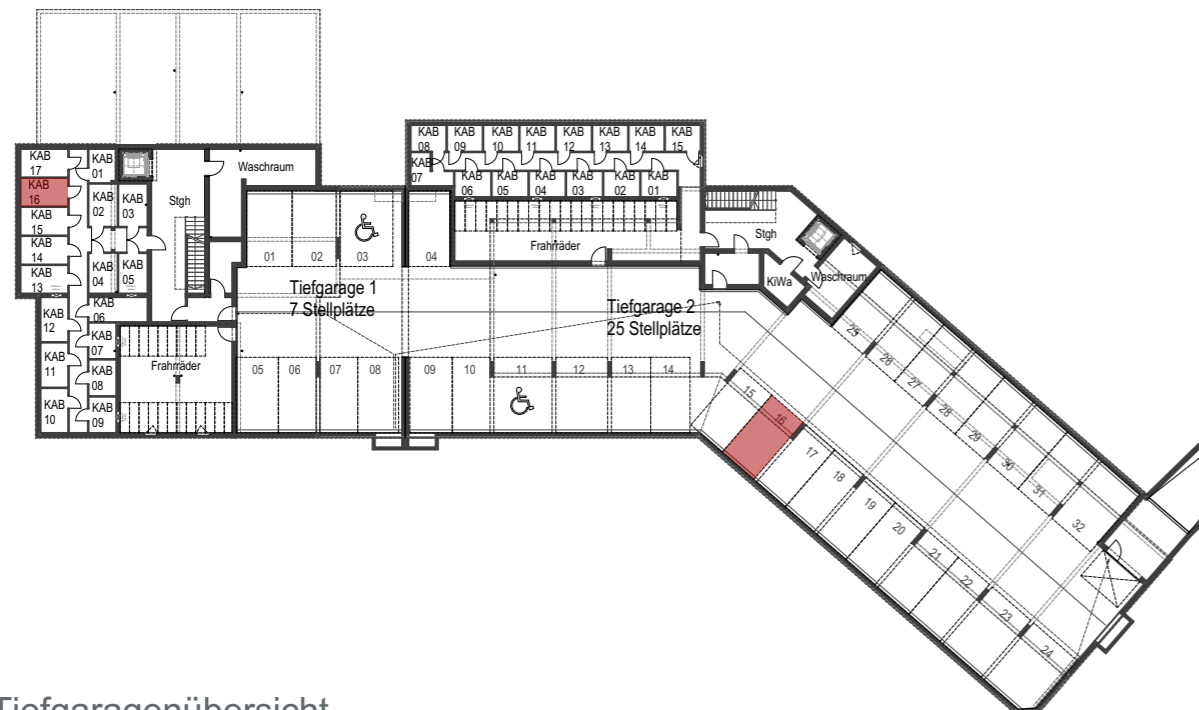 KAB 08
KAB 09
KAB 10
KAB 11
KAB 12
KAB 13
KAB 14
KAB 15
KAB 07
KAB 06
KAB 05
KAB 04
KAB 03
KAB 02
KAB 01
KAB 17
KAB 01
KAB 16
KAB 02
KAB 03
KAB 15
KAB 14
KAB 04
KAB 05
KAB 13
KAB 06
KAB 12
KAB 07
KAB 11
KAB 08
KAB 10
KAB 09
Waschraum
Stgh
Frahrräder
Frahrräder
Stgh
KiWa
Waschraum
01
02
03
04
Tiefgarage 1
7 Stellplätze
Tiefgarage 2
25 Stellplätze
05
06
07
08
09
10
11
12
13
14
15
16
17
18
19
20
21
22
23
24
25
26
27
28
29
30
31
32
Tiefgaragenübersicht